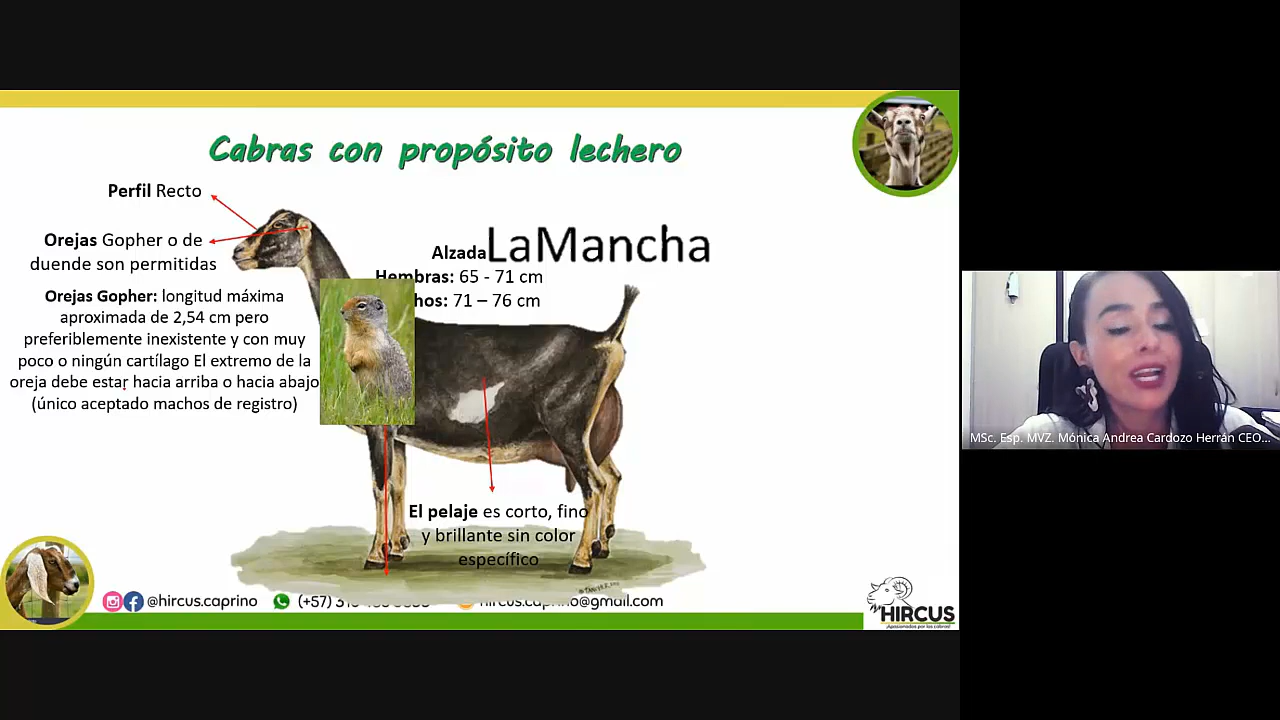 Cabras con propósito lechero
Perfil Recto
Orejas Gopher o de
duende son permitidas
Orejas Gopher: longitud máxima
aproximada de 2,54 cm pero
preferiblemente inexistente y con muy
poco o ningún cartílago El extremo de la
oreja debe estar hacia arriba o hacia abajo
(único aceptado machos de registro)
LaMancha
Alzada
Hembras: 65 - 71 cm
hos: 71 – 76 cm
El pelaje es corto, fino
y brillante sin color
específico
@hircus.caprino
(+57)
hircus.caprino@gmail.com
HIRCUS
¡Apasionados por las cabras!
MSc. Esp. MVZ. Mónica Andrea Cardozo Herrán CEO...